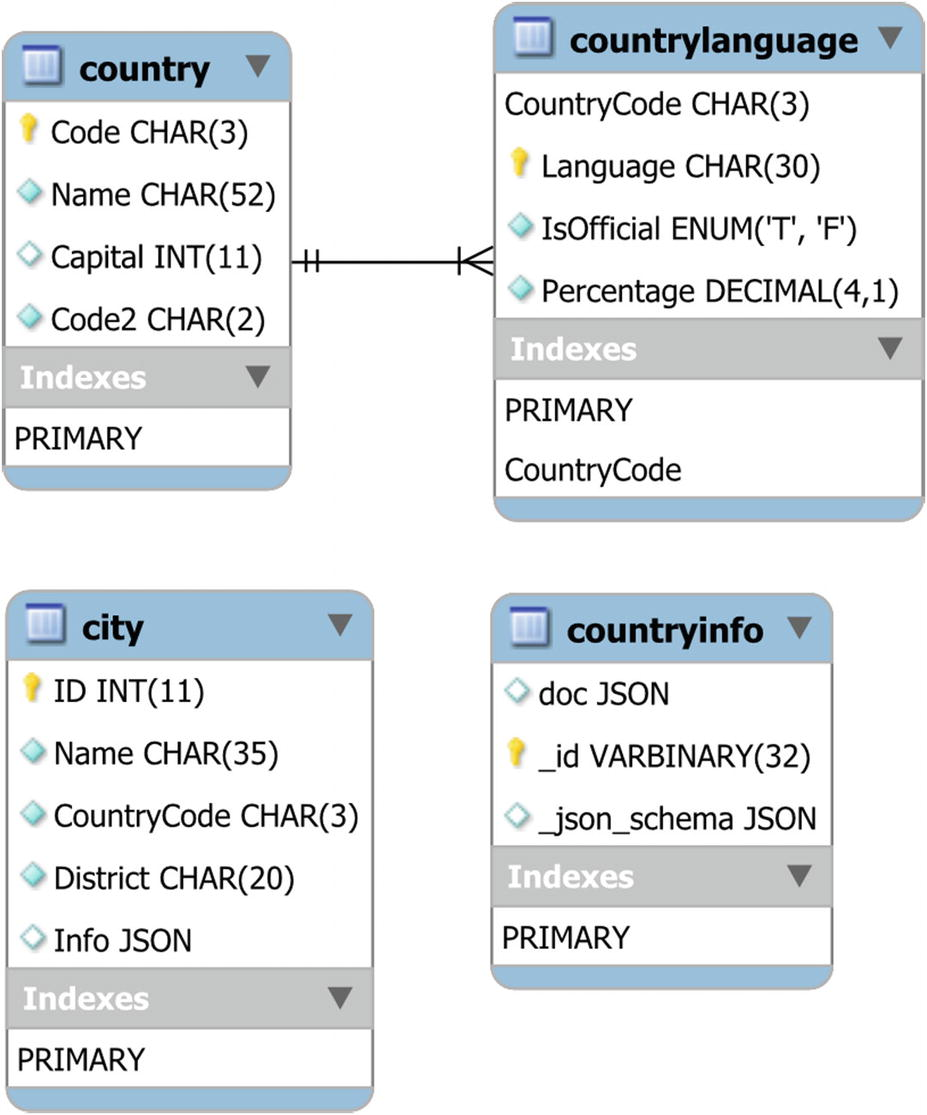 country
Code CHAR(3)
Name CHAR(52)
Capital INT(11)
Code2 CHAR(2)
Indexes
PRIMARY
countrylanguage
CountryCode CHAR(3)
Language CHAR(30)
IsOfficial ENUM('T', 'F')
Percentage DECIMAL(4,1)
Indexes
PRIMARY
CountryCode
city
ID INT(11)
Name CHAR(35)
CountryCode CHAR(3)
District CHAR(20)
Info JSON
Indexes
PRIMARY
countryinfo
doc JSON
_id VARBINARY(32)
_json_schema JSON
Indexes
PRIMARY